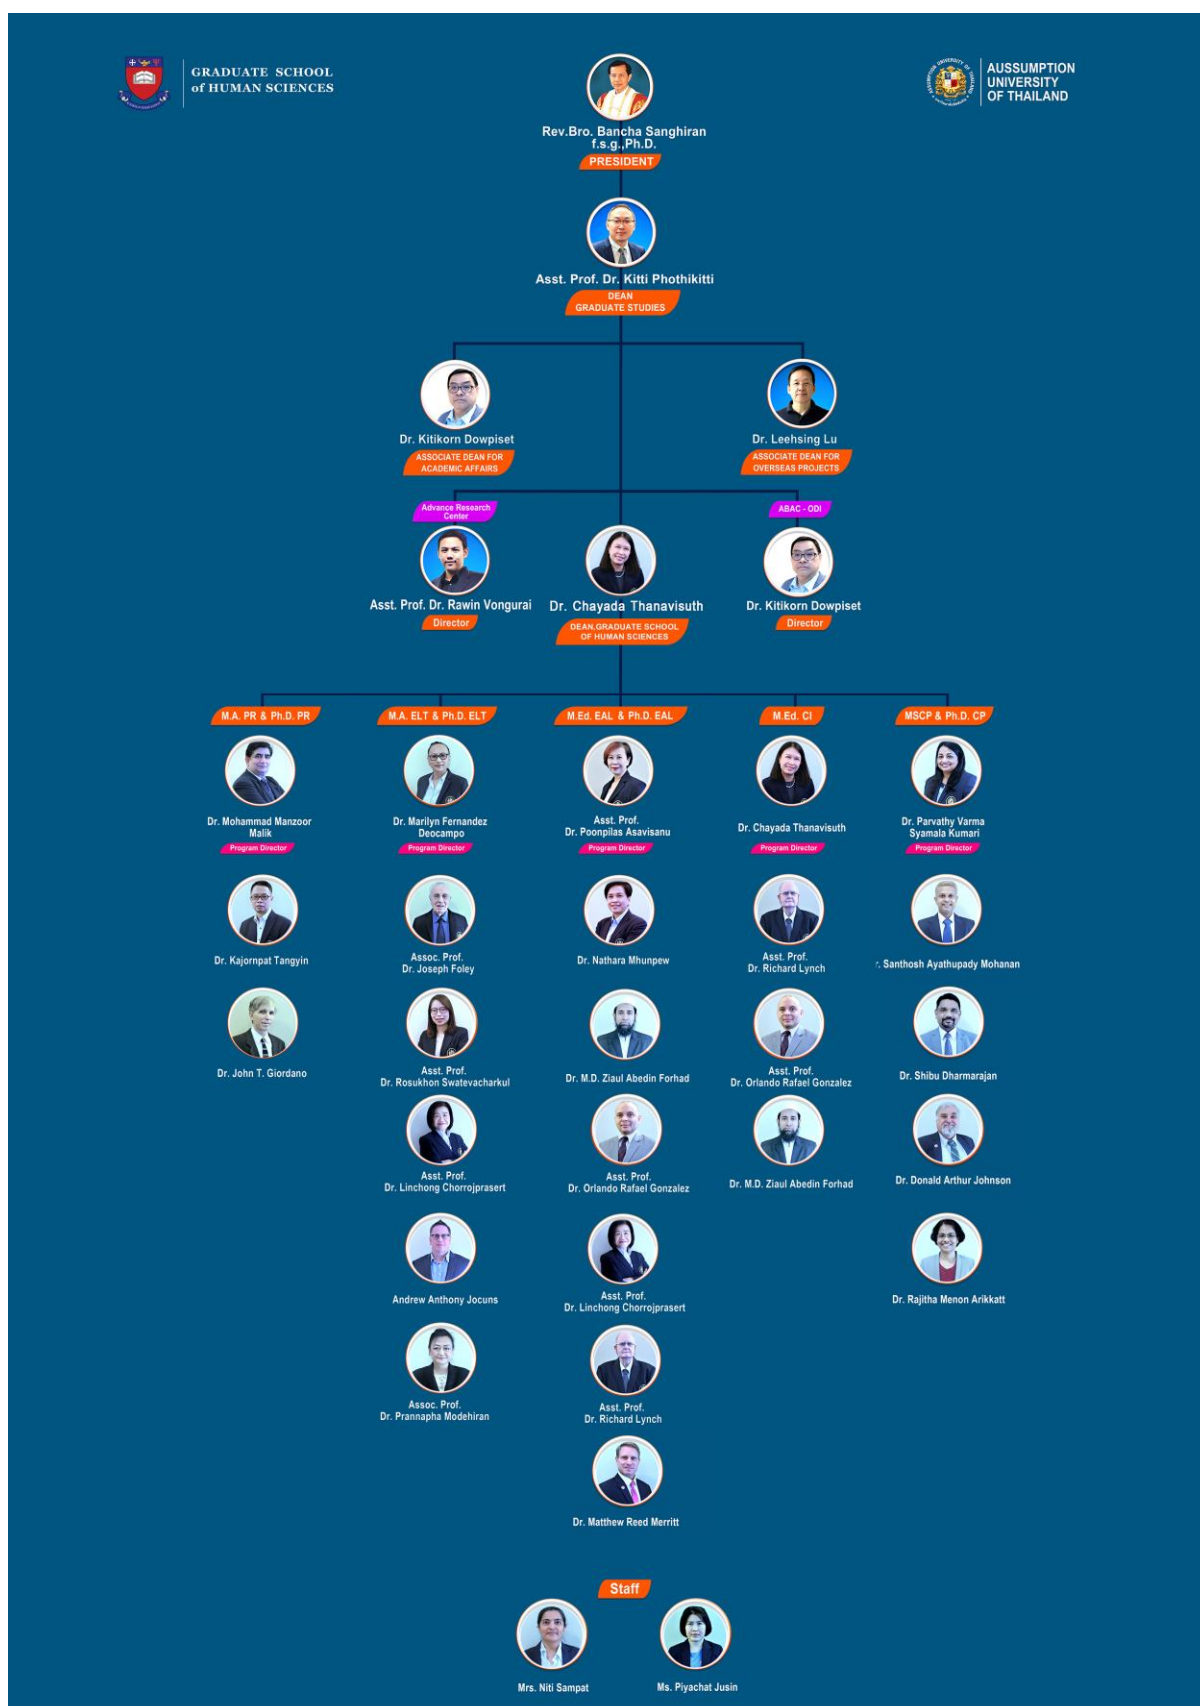 GRADUATE SCHOOL
of HUMAN SCIENCES
AUSSUMPTION
UNIVERSITY
OF THAILAND
Rev.Bro. Bancha Sanghiran
f.s.g.,Ph.D.
PRESIDENT
Asst. Prof. Dr. Kitti Phothikitti
DEAN
GRADUATE STUDIES
Dr. Kitikorn Dowpiset
ASSOCIATE DEAN FOR
ACADEMIC AFFAIRS
Dr. Leehsing Lu
ASSOCIATE DEAN FOR
OVERSEAS PROJECTS
Advance Research
Center
Asst. Prof. Dr. Rawin Vongurai
Director
Dr. Chayada Thanavisuth
DEAN,GRADUATE SCHOOL
OF HUMAN SCIENCES
ABAC - ODI
Dr. Kitikorn Dowpiset
Director
M.A. PR & Ph.D. PR
Dr. Mohammad Manzoor
Malik
Program Director
Dr. Kajornpat Tangyin
Dr. John T. Giordano
M.A. ELT & Ph.D. ELT
Dr. Marilyn Fernandez
Deocampo
Program Director
Assoc. Prof.
Dr. Joseph Foley
Asst. Prof.
Dr. Rosukhon Swatevacharkul
Asst. Prof.
Dr. Linchong Chorrojprasert
Andrew Anthony Jocuns
Assoc. Prof.
Dr. Prannapha Modehiran
M.Ed. EAL & Ph.D. EAL
Asst. Prof.
Dr. Poonpilas Asavisanu
Program Director
Dr. Nathara Mhunpew
Dr. M.D. Ziaul Abedin Forhad
Asst. Prof.
Dr. Orlando Rafael Gonzalez
Asst. Prof.
Dr. Linchong Chorrojprasert
Asst. Prof.
Dr. Richard Lynch
Dr. Matthew Reed Merritt
M.Ed. CI
Dr. Chayada Thanavisuth
Program Director
Asst. Prof.
Dr. Richard Lynch
Asst. Prof.
Dr. Orlando Rafael Gonzalez
Dr. M.D. Ziaul Abedin Forhad
MSCP & Ph.D. CP
Dr. Parvathy Varma
Syamala Kumari
Program Director
r. Santhosh Ayathupady Mohanan
Dr. Shibu Dharmarajan
Dr. Donald Arthur Johnson
Dr. Rajitha Menon Arikkatt
Staff
Mrs. Niti Sampat
Ms. Piyachat Jusin